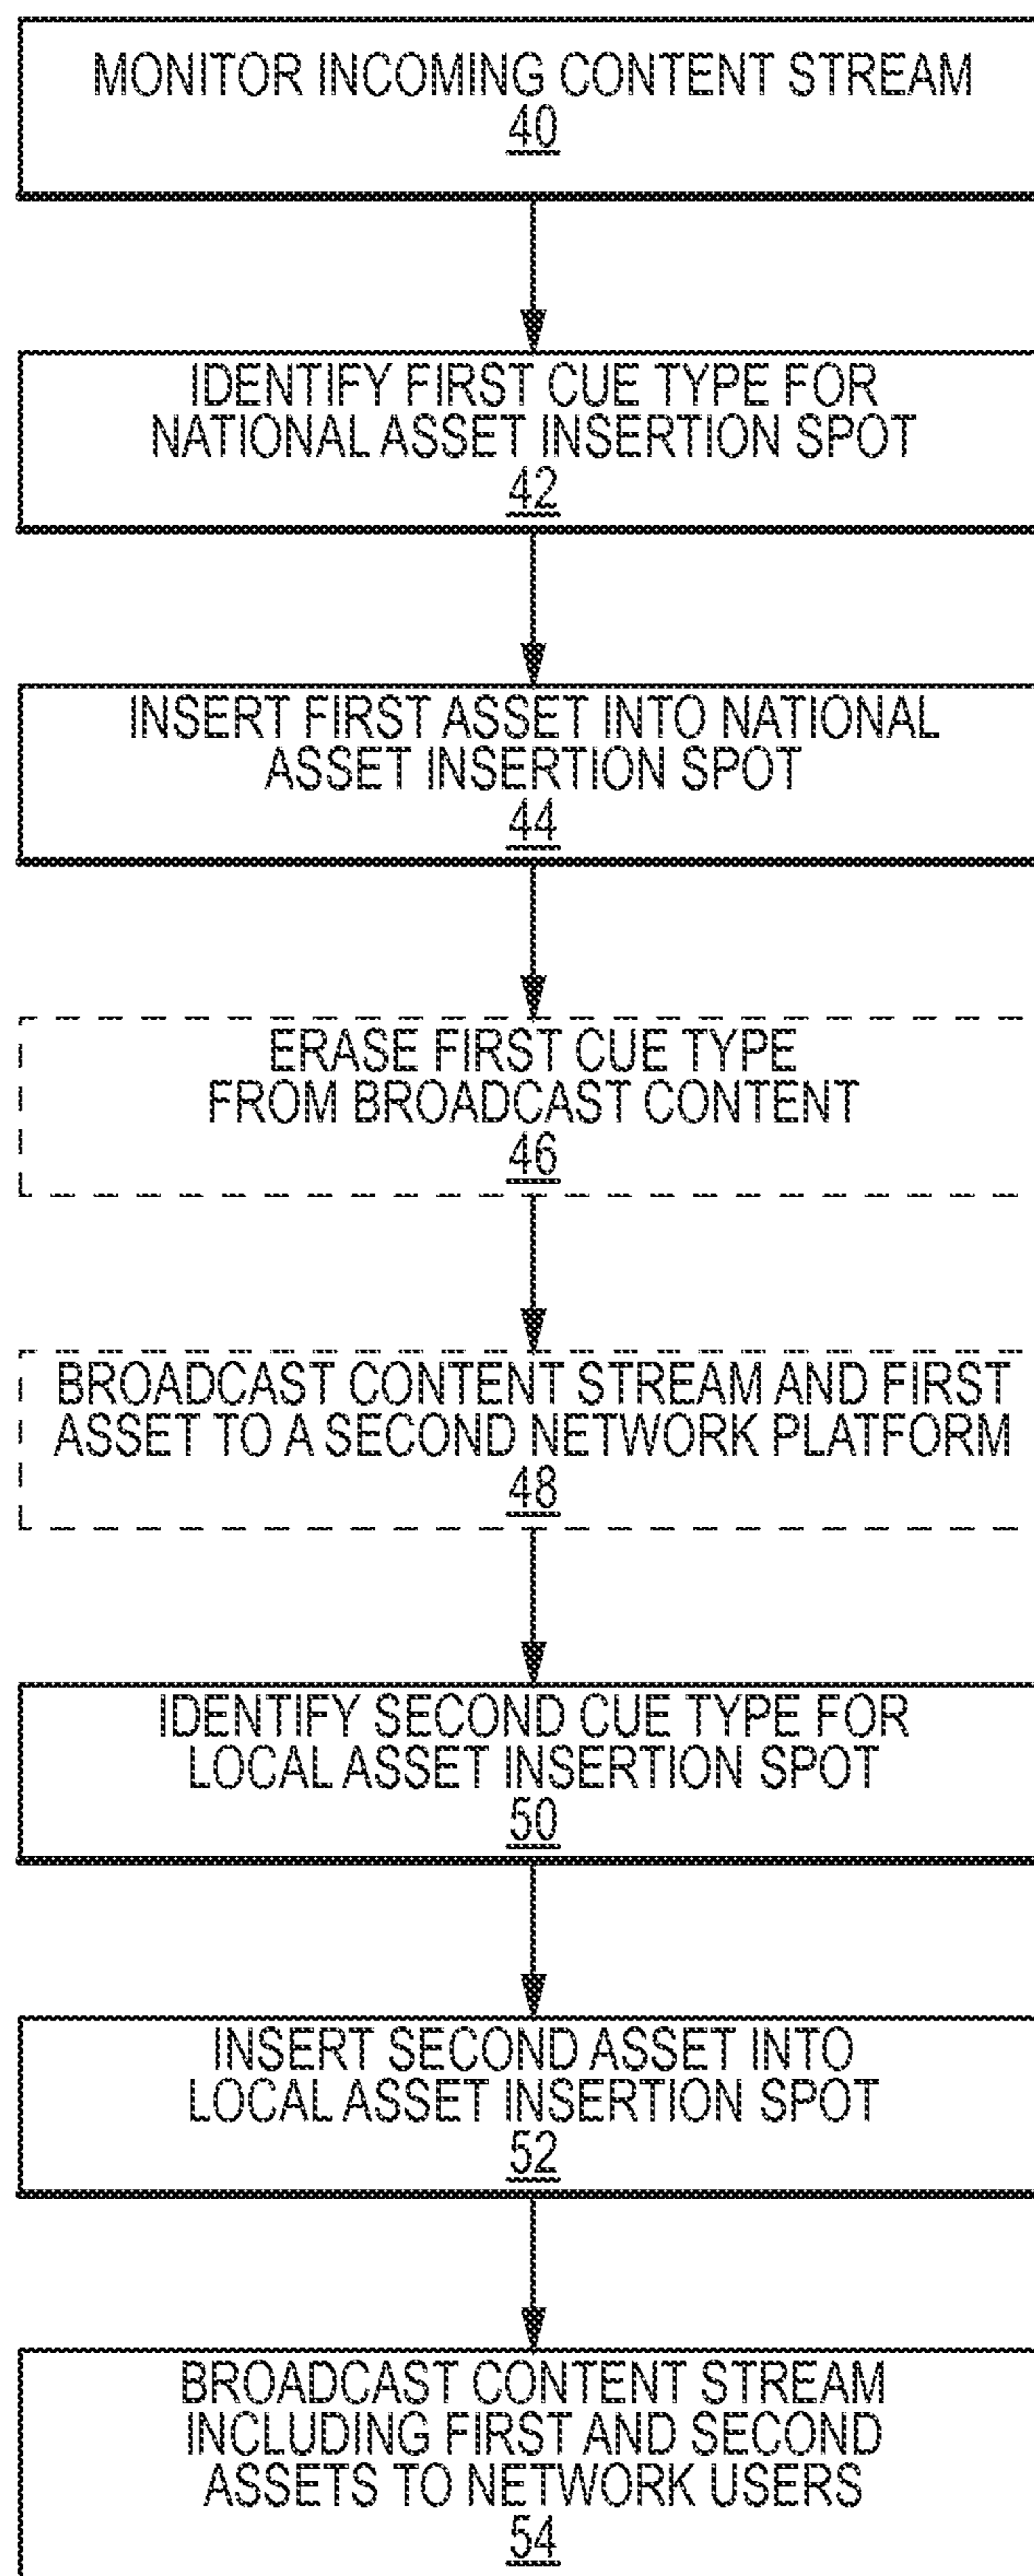 MONITOR INCOMING CONTENT STREAM
40
IDENTIFY FIRST CUE TYPE FOR
NATIONAL ASSET INSERTION SPOT
42
INSERT FIRST ASSET INTO NATIONAL
ASSET INSERTION SPOT
44
ERASE FIRST CUE TYPE
FROM BROADCAST CONTENT
46
BROADCAST CONTENT STREAM AND FIRST
ASSET TO A SECOND NETWORK PLATFORM
48
IDENTIFY SECOND CUE TYPE FOR
LOCAL ASSET INSERTION SPOT
50
INSERT SECOND ASSET INTO
LOCAL ASSET INSERTION SPOT
52
BROADCAST CONTENT STREAM
INCLUDING FIRST AND SECOND
ASSETS TO NETWORK USERS
54